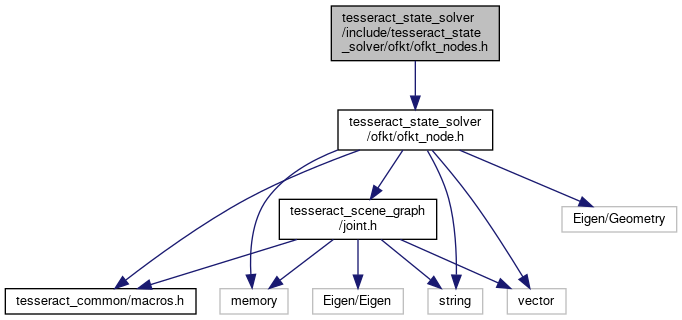 tesseract_state_solver
/include/tesseract_state
_solver/ofkt/ofkt_nodes.h
tesseract_state_solver
/ofkt/ofkt_node.h
tesseract_scene_graph
/joint.h
Eigen/Geometry
tesseract_common/macros.h
memory
Eigen/Eigen
string
vector